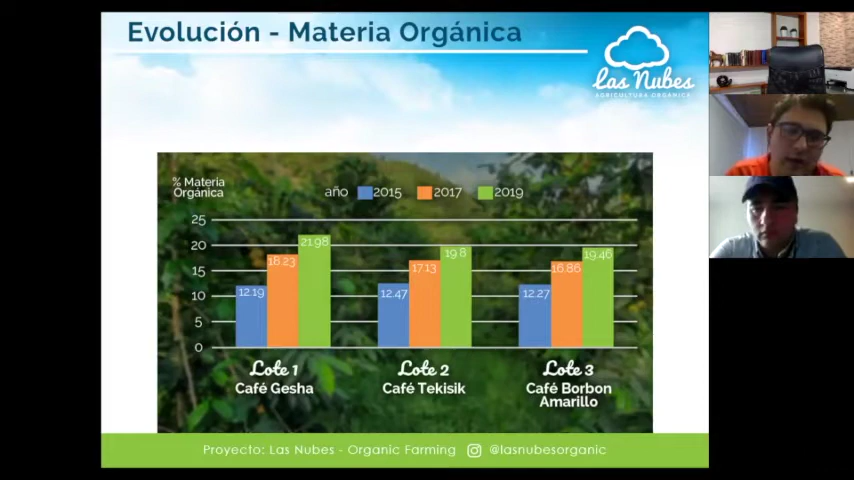 Evolución - Materia Orgánica
Las Nubes
AGRICULTURA ORGÁNICA
% Materia
Orgánica
año 2015 2017 2019
25
20
15
10
5
0
12.19 18.23 21.98
12.47 17.13 19.8
12.27 16.86 19.46
Lote 1
Café Gesha
Lote 2
Café Tekisik
Lote 3
Café Borbon
Amarillo
Proyecto: Las Nubes - Organic Farming @lasnubesorganic